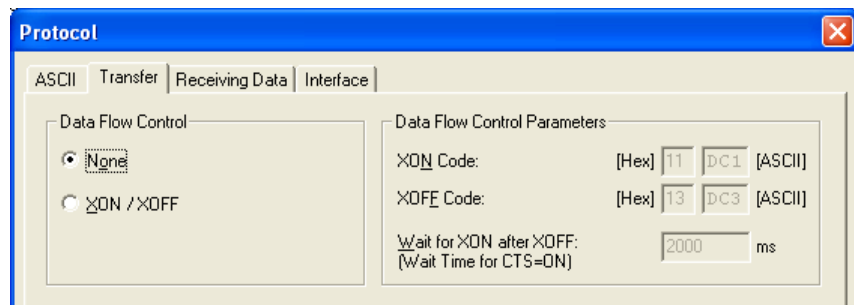 Protocol
ASCII Transfer Receiving Data Interface
Data Flow Control
None
XON / XOFF
Data Flow Control Parameters
XON Code: [Hex] 11 DC1 [ASCII]
XOFF Code: [Hex] 13 DC3 [ASCII]
Wait for XON after XOFF: 2000 ms
(Wait Time for CTS=ON)